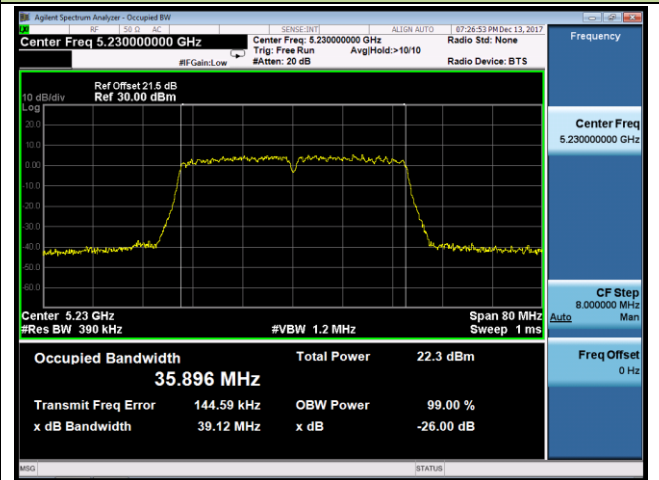 Agilent Spectrum Analyzer - Occupied BW
RF 50 Ω AC SENSE:INT ALIGN AUTO 07:26:53 PM Dec 13, 2017
Center Freq 5.230000000 GHz Center Freq: 5.230000000 GHz Radio Std: None Frequency
Trig: Free Run Avg|Hold:>10/10
#IFGain:Low #Atten: 20 dB Radio Device: BTS
Ref Offset 21.5 dB
10 dB/div Ref 30.00 dBm
Log
20.0
10.0
0.00
-10.0
-20.0
-30.0
-40.0
-50.0
-60.0
Center Freq
5.230000000 GHz
CF Step
8.000000 MHz
Auto Man
Freq Offset
0 Hz
Center 5.23 GHz Span 80 MHz
#Res BW 390 kHz #VBW 1.2 MHz Sweep 1 ms
Occupied Bandwidth Total Power 22.3 dBm
35.896 MHz
Transmit Freq Error 144.59 kHz OBW Power 99.00 %
x dB Bandwidth 39.12 MHz x dB -26.00 dB
MSG STATUS